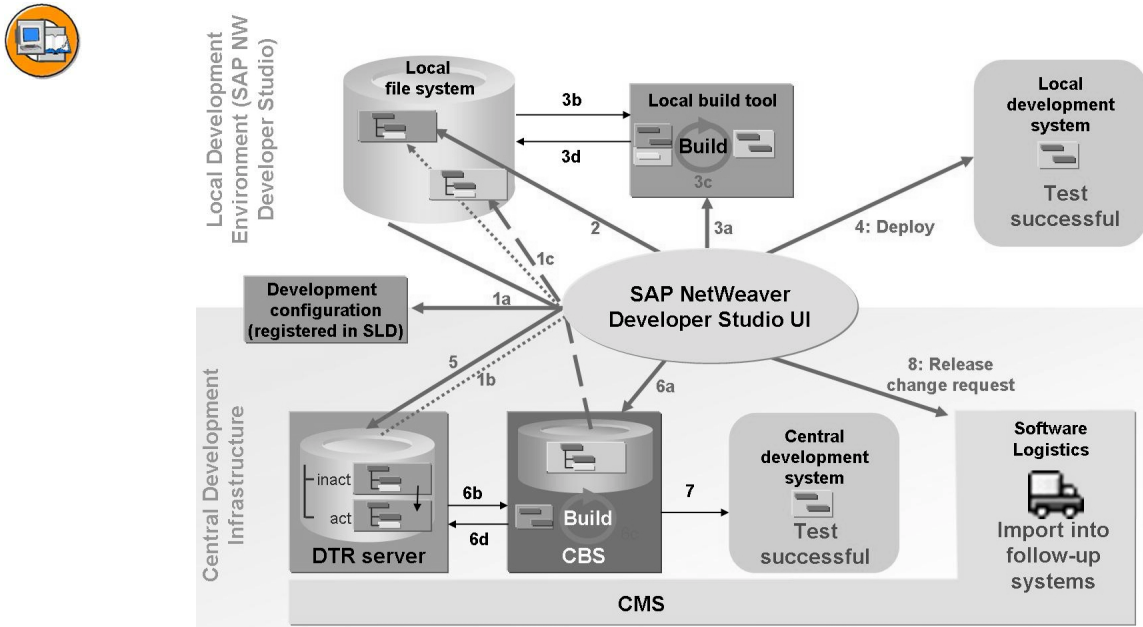 Local Development
Environment (SAP NW
Developer Studio)
Local
file system
3b
3d
Local build tool
Build
3c
Local
development
system
Test
successful
2
3a
4: Deploy
1c
Development
configuration
(registered in SLD)
1a
SAP NetWeaver
Developer Studio UI
5
1b
6a
8: Release
change request
Central Development
Infrastructure
inact
act
DTR server
6b
6d
Build
6c
CBS
7
Central
development
system
Test
successful
Software
Logistics
Import into
follow-up
systems
CMS